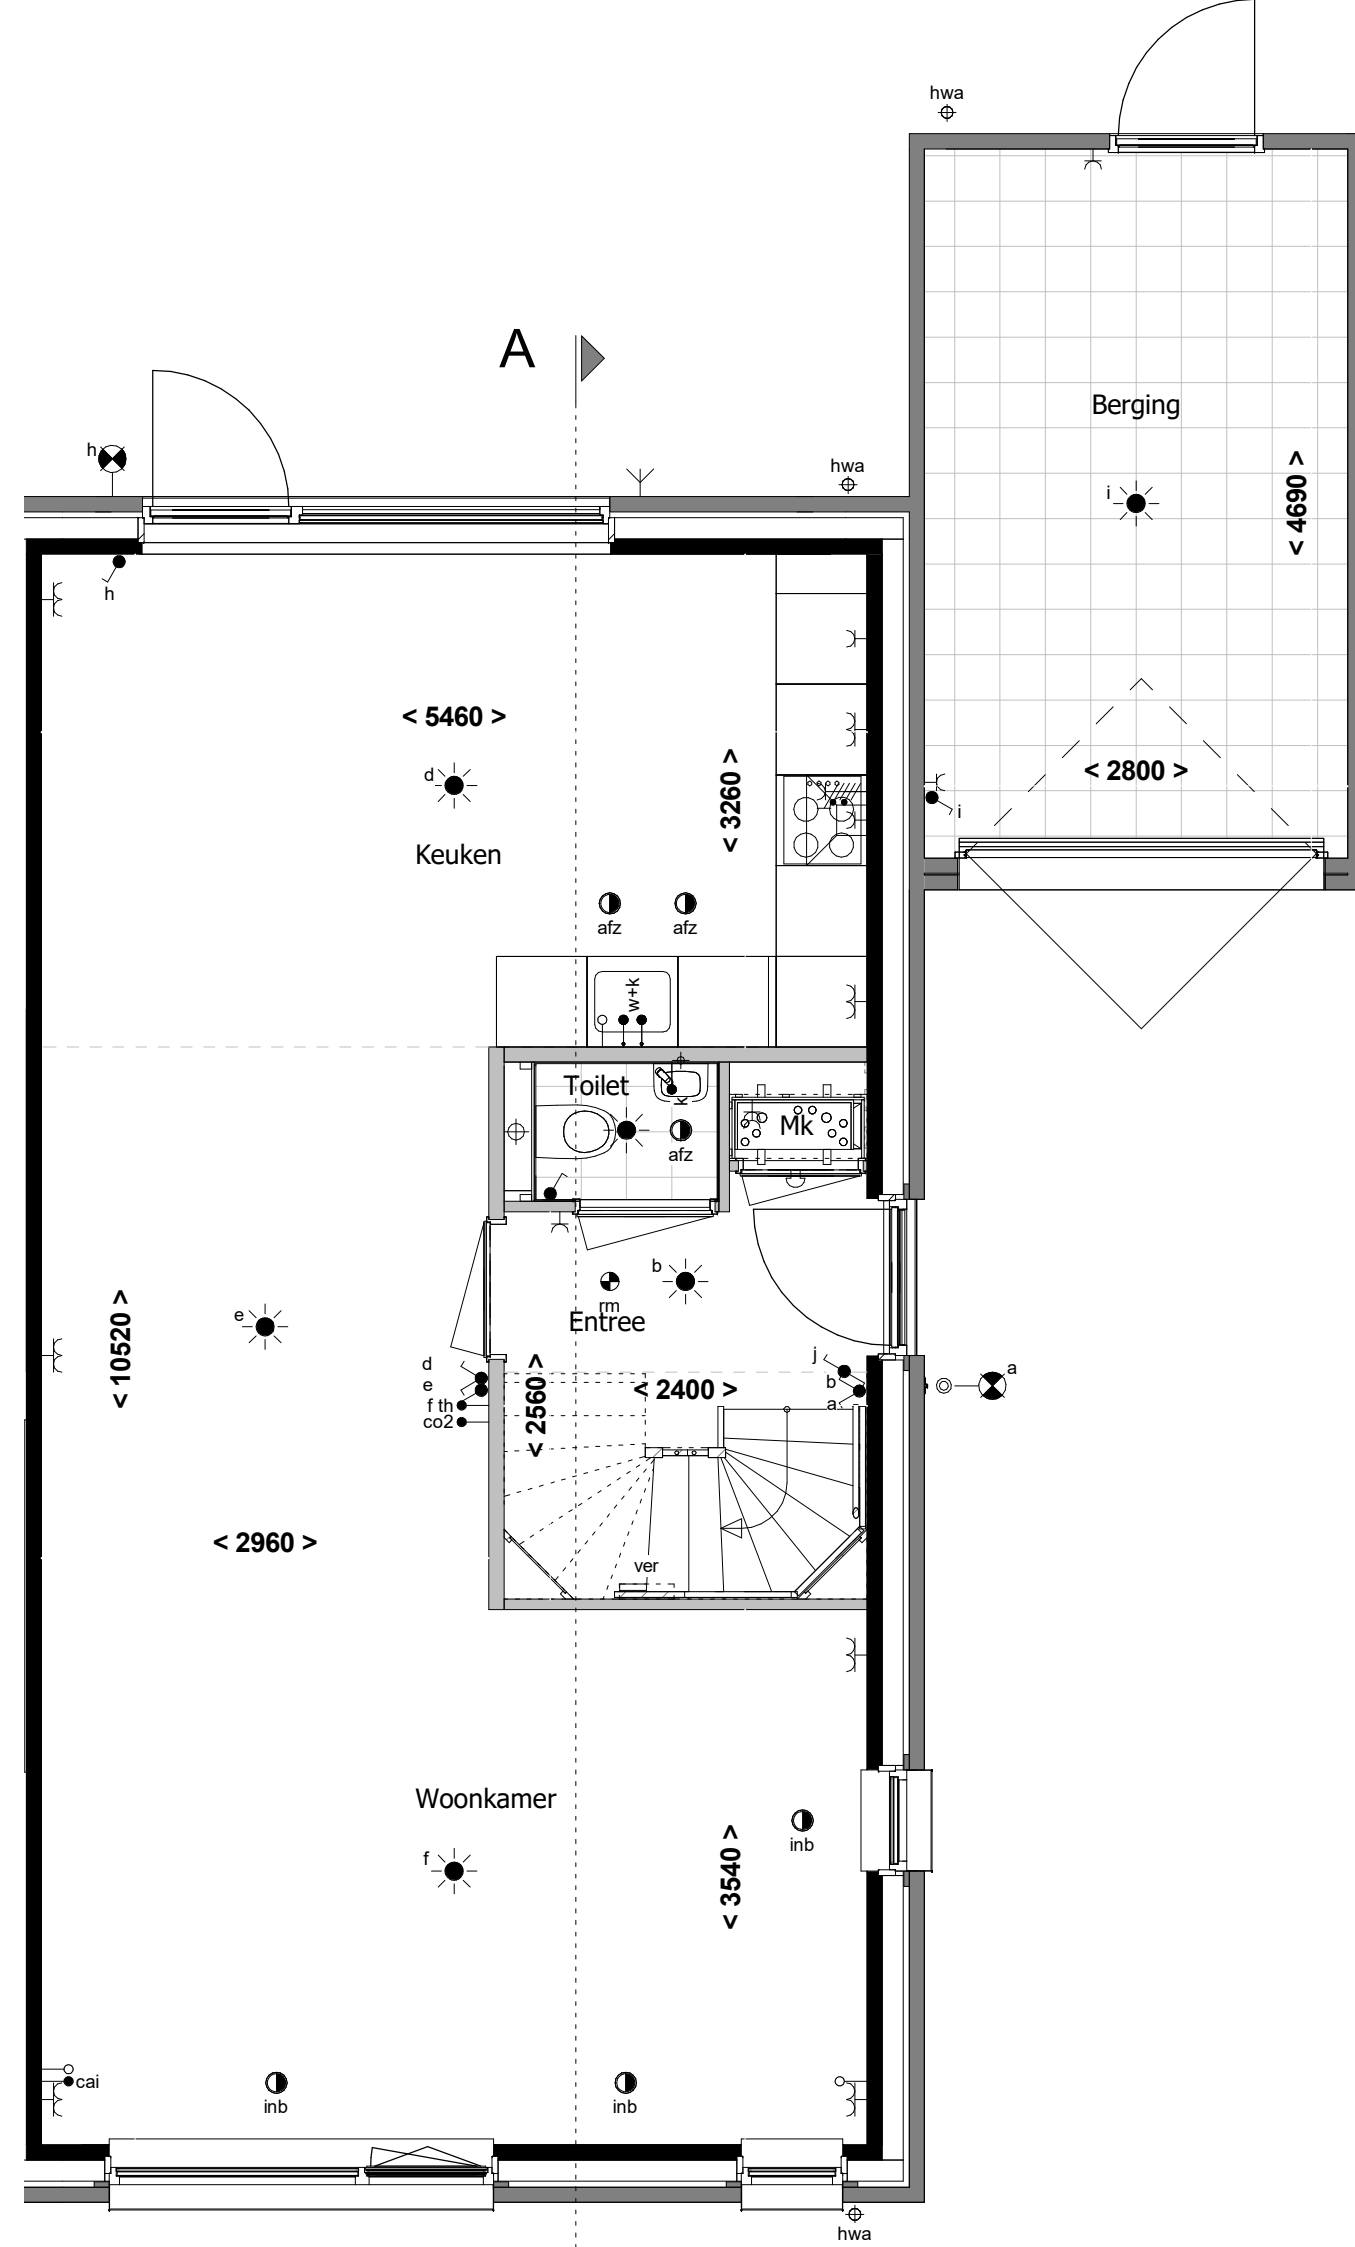 hwa
A
Berging
h
hwa
i
< 4690 >
h
< 5460 >
d
< 3260 >
< 2800 >
i
Keuken
afz
afz
w+k
Toilet
k
Mk
afz
b
e
rm
Entree
< 10520 >
j
d
a
e
< 2560 >
< 2400 >
b
f th
a
co2
< 2960 >
ver
Woonkamer
inb
f
< 3540 >
cai
inb
inb
hwa